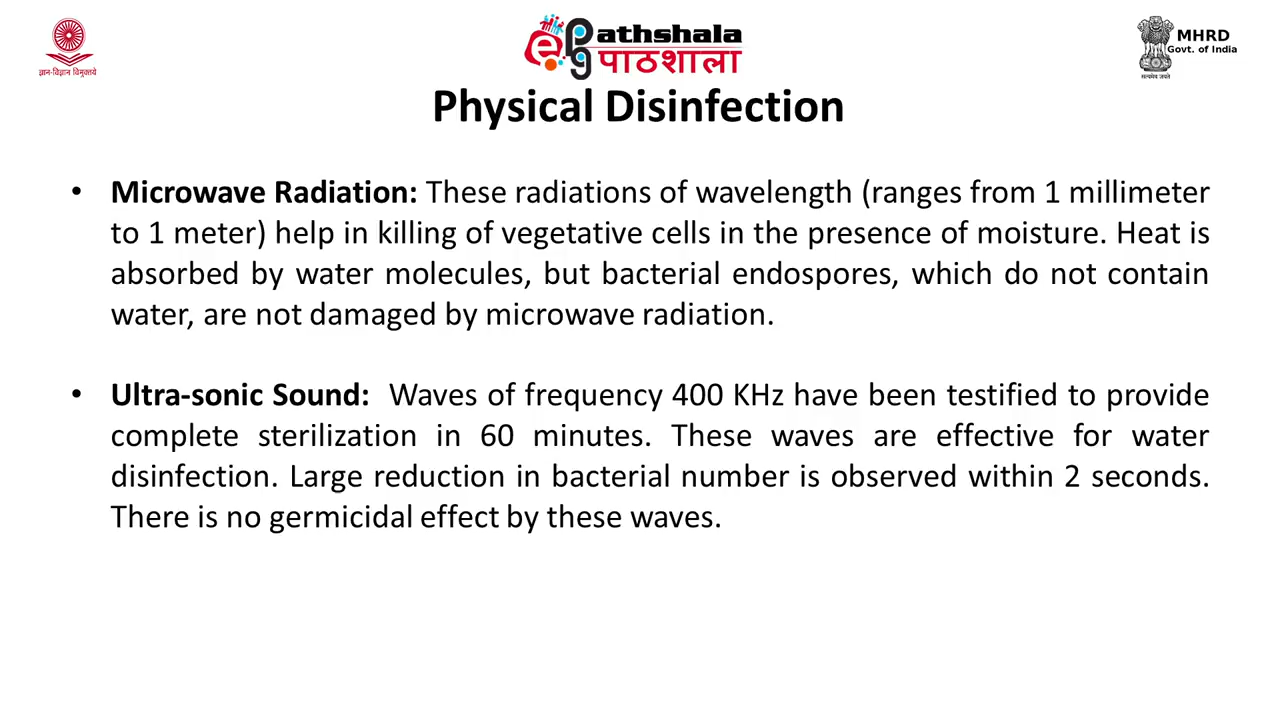 ज्ञान-विज्ञान विमुक्तये
e PG athshala
पाठशाला
MHRD
Govt. of India
सत्यमेव जयते
Physical Disinfection
• Microwave Radiation: These radiations of wavelength (ranges from 1 millimeter
to 1 meter) help in killing of vegetative cells in the presence of moisture. Heat is
absorbed by water molecules, but bacterial endospores, which do not contain
water, are not damaged by microwave radiation.
• Ultra-sonic Sound: Waves of frequency 400 KHz have been testified to provide
complete sterilization in 60 minutes. These waves are effective for water
disinfection. Large reduction in bacterial number is observed within 2 seconds.
There is no germicidal effect by these waves.